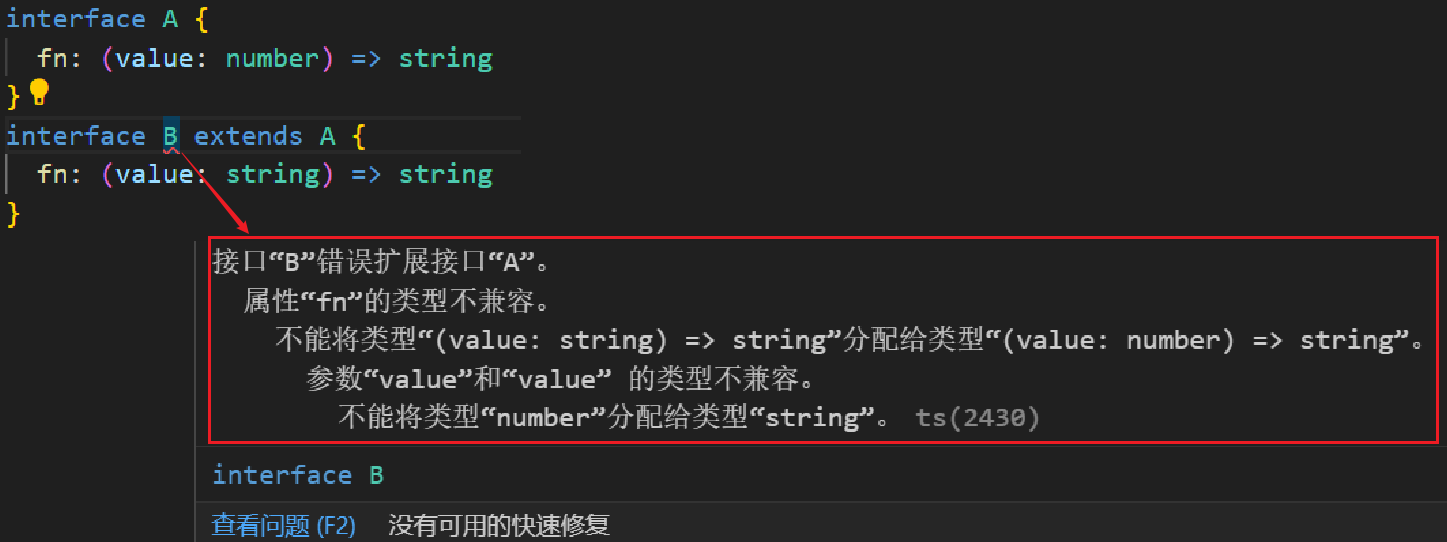 interface A {
fn: (value: number) => string
}
interface B extends A {
fn: (value: string) => string
}
接口“B”错误扩展接口“A”。
属性“fn”的类型不兼容。
不能将类型“(value: string) => string”分配给类型“(value: number) => string”。
参数“value”和“value” 的类型不兼容。
不能将类型“number”分配给类型“string”。 ts(2430)
interface B
查看问题 (F2) 没有可用的快速修复